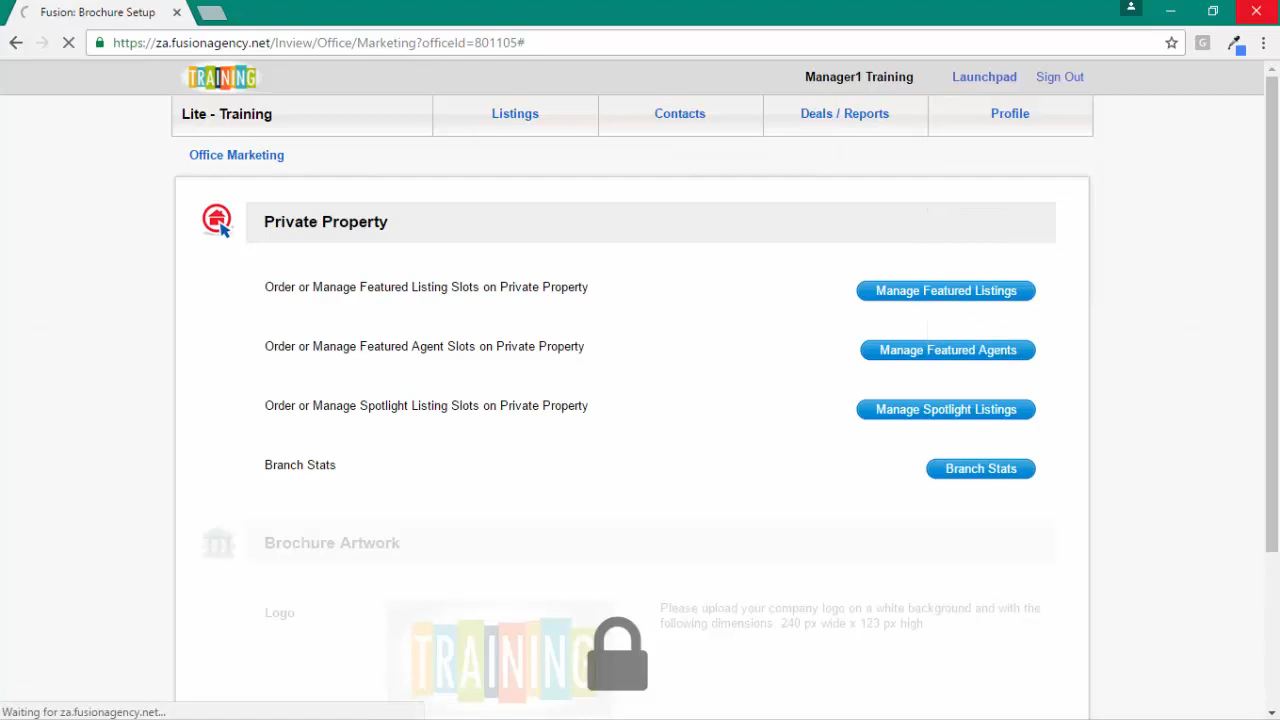 Fusion: Brochure Setup
https://za.fusionagency.net/Inview/Office/Marketing?officeId=801105#
G
TRAINING
Manager1 Training
Launchpad
Sign Out
Lite - Training
Listings
Contacts
Deals / Reports
Profile
Office Marketing
Private Property
Order or Manage Featured Listing Slots on Private Property
Manage Featured Listings
Order or Manage Featured Agent Slots on Private Property
Manage Featured Agents
Order or Manage Spotlight Listing Slots on Private Property
Manage Spotlight Listings
Branch Stats
Branch Stats
Brochure Artwork
Logo
TRAINING
Please upload your company logo on a white background and with the
following dimensions: 240 px wide x 123 px high
Waiting for za.fusionagency.net...